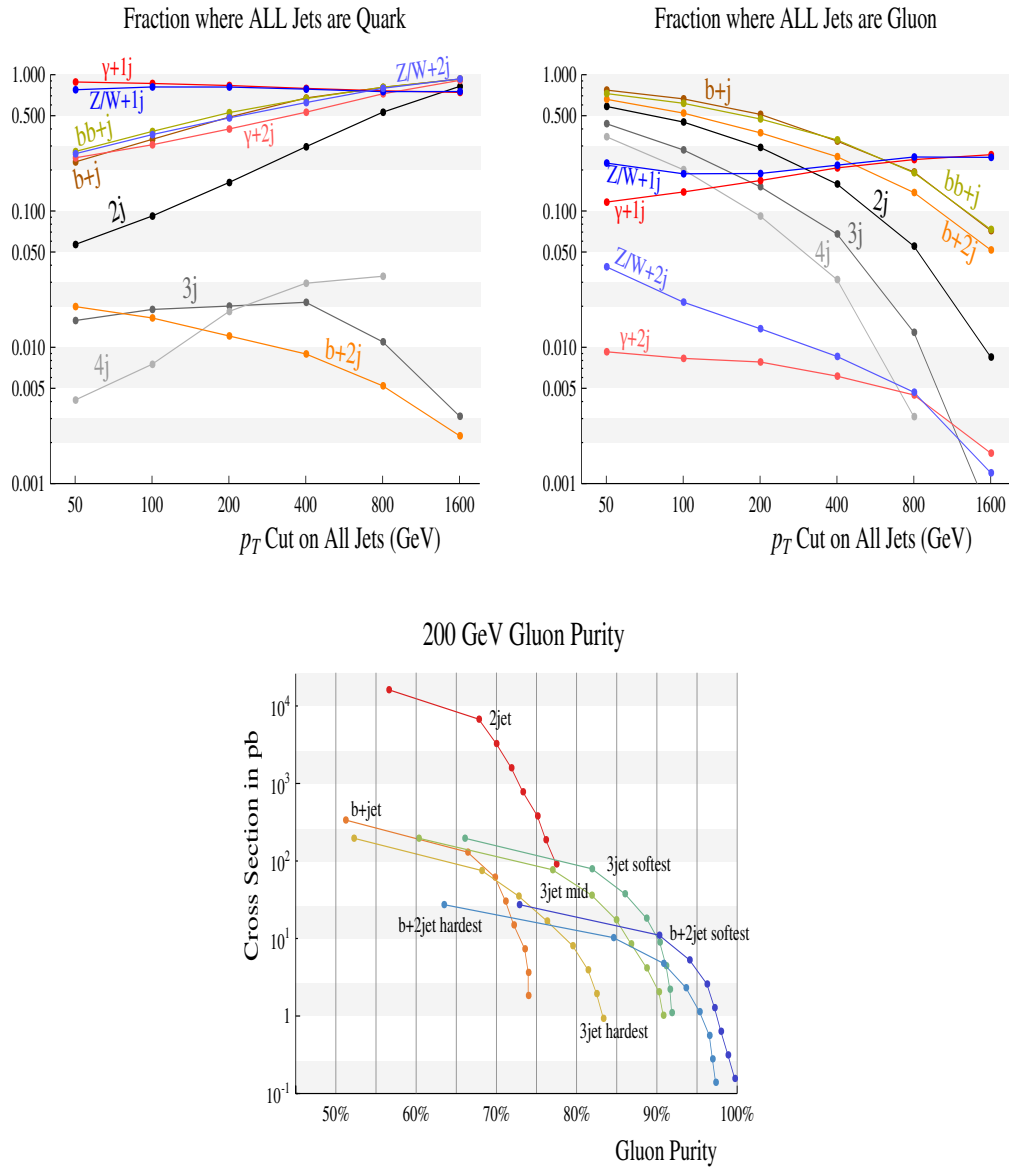 Fraction where ALL Jets are Quark
1.000
0.500
0.100
0.050
0.010
0.005
0.001
γ+1j
Z/W+1j
Z/W+2j
bb+j
γ+2j
b+j
2j
3j
4j
b+2j
50 100 200 400 800 1600
pT Cut on All Jets (GeV)
Fraction where ALL Jets are Gluon
1.000
0.500
0.100
0.050
0.010
0.005
0.001
b+j
Z/W+1j
γ+1j
bb+j
2j
b+2j
3j
4j
Z/W+2j
γ+2j
50 100 200 400 800 1600
pT Cut on All Jets (GeV)
200 GeV Gluon Purity
Cross Section in pb
10^4
10^3
10^2
10^1
1
10^-1
2jet
b+jet
3jet softest
3jet mid
b+2jet hardest
b+2jet softest
3jet hardest
50% 60% 70% 80% 90% 100%
Gluon Purity